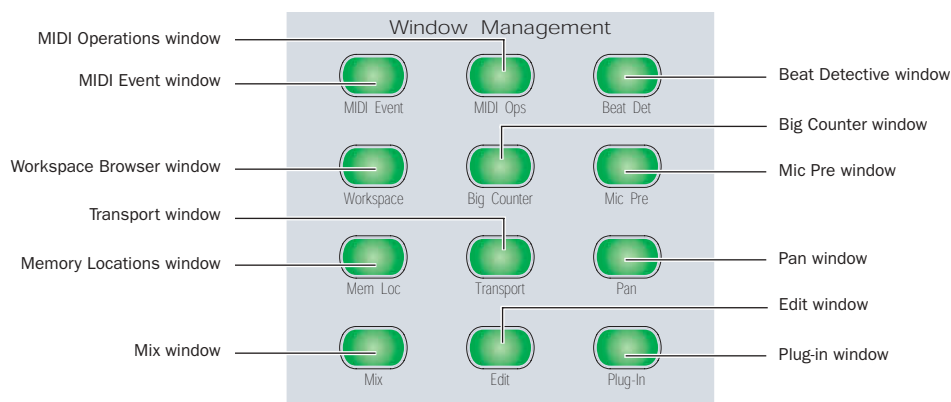 Window Management
MIDI Operations window
MIDI Event window
Beat Detective window
MIDI Event
MIDI Ops
Beat Det
Big Counter window
Workspace Browser window
Mic Pre window
Workspace
Big Counter
Mic Pre
Transport window
Memory Locations window
Pan window
Mem Loc
Transport
Pan
Edit window
Mix window
Plug-in window
Mix
Edit
Plug-In